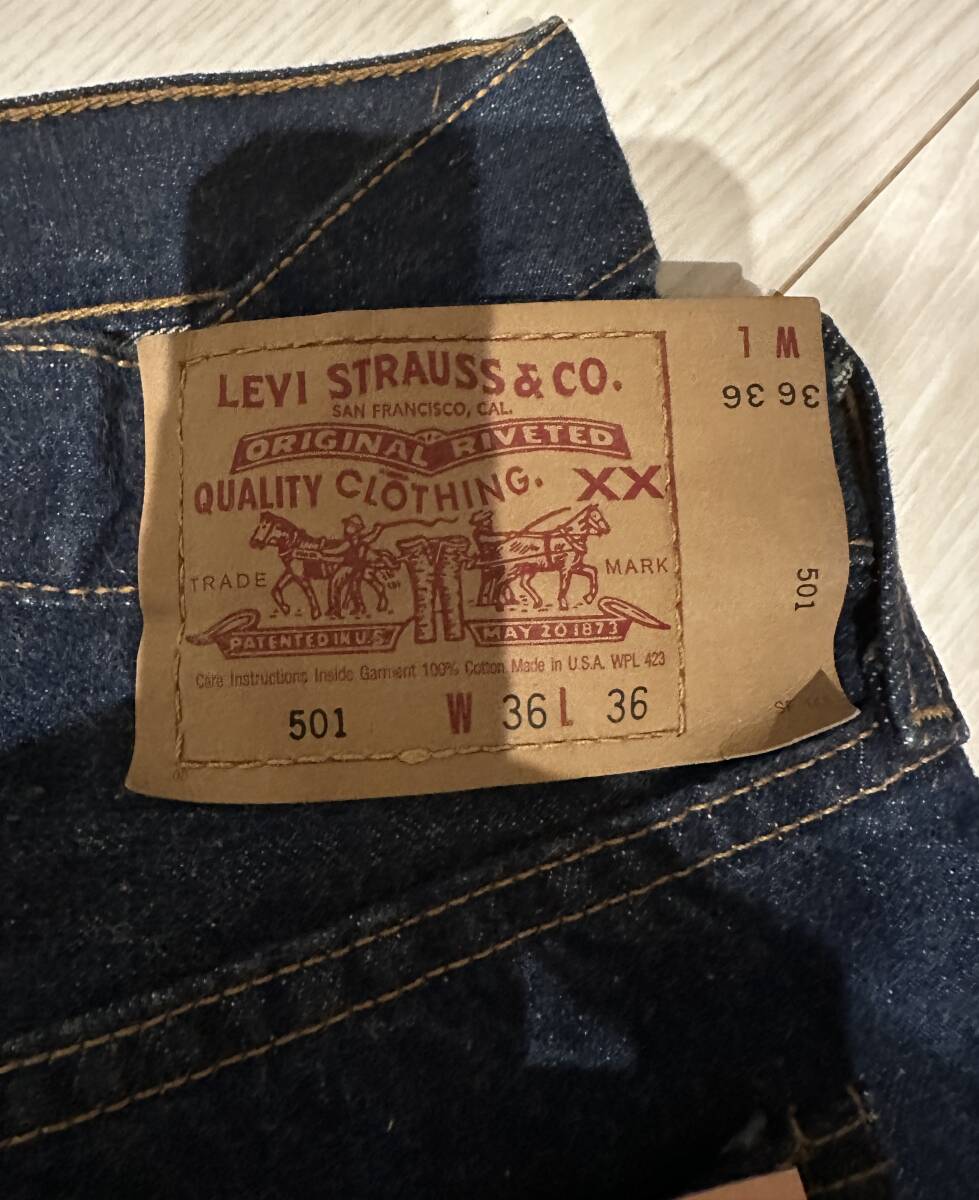 LEVI STRAUSS & CO.
SAN FRANCISCO, CAL.
ORIGINAL RIVETED
QUALITY CLOTHING. XX
TRADE MARK
PATENTED IN U.S. MAY 20 1873
Care Instructions Inside Garment 100% Cotton Made in U.S.A. WPL 423
501 W 36 L 36
W L
36 36
501